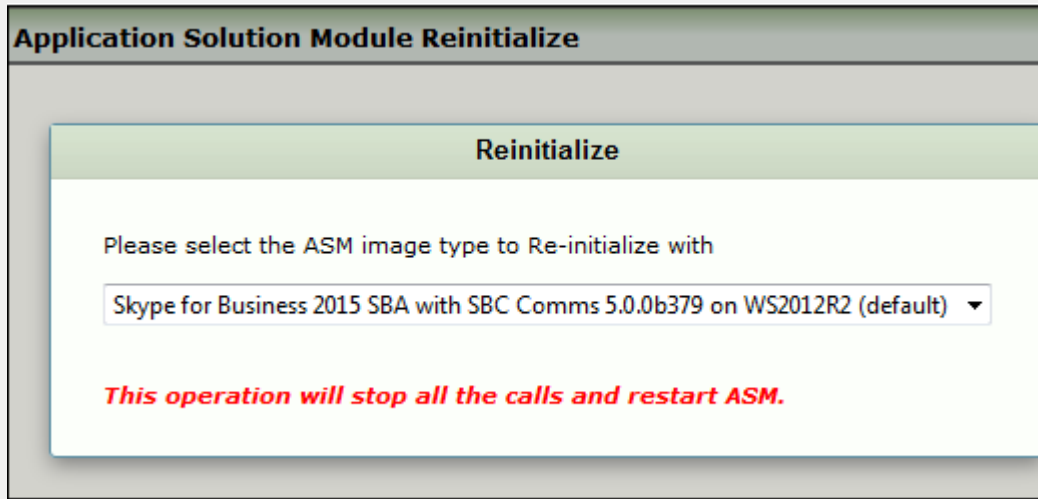 Application Solution Module Reinitialize
Reinitialize
Please select the ASM image type to Re-initialize with
Skype for Business 2015 SBA with SBC Comms 5.0.0b379 on WS2012R2 (default)
This operation will stop all the calls and restart ASM.